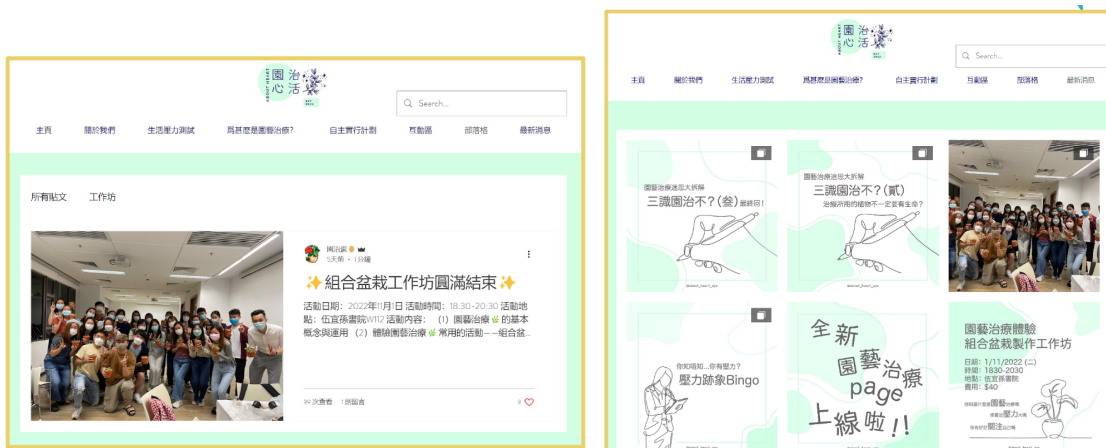 園 治
心 活
Search...
主頁 關於我們 生活壓力測試 爲甚麼是園藝治療? 自主實行計劃 互動區 部落格 最新消息
所有貼文 工作坊
5天前 · 1分鐘
✨組合盆栽工作坊圓滿結束✨
活動日期：2022年11月1日 活動時間：18:30-20:30 活動地
點：伍宜孫書院W112 活動內容： （1）園藝治療🌿的基本
概念與運用 （2）體驗園藝治療🌿常用的活動——組合盆...
39 次查看 1則留言
園 治
心 活
Search...
主頁 關於我們 生活壓力測試 爲甚麼是園藝治療? 自主實行計劃 互動區 部落格 最新消息
園藝治療迷思大拆解
三識園治不?(叁)最終回!
園藝治療迷思大拆解
三識園治不?(貳)
治療所用的植物不一定要有生命?
你知唔知...你有壓力?
壓力跡象Bingo
全新
園藝治療
page
上線啦!!
園藝治療體驗
組合盆栽製作工作坊
日期：1/11/2022 (二)
時間：1830-2030
地點：伍宜孫書院
費用：$40